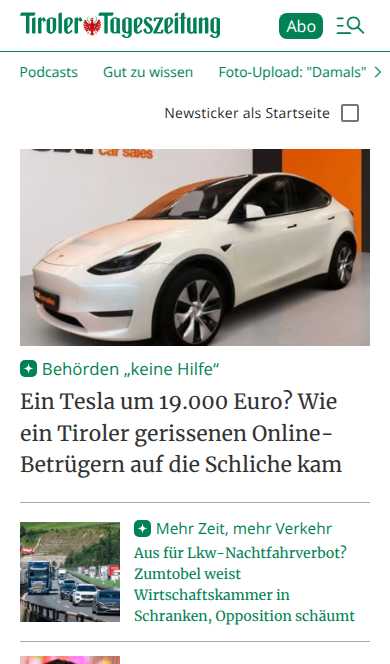 Tiroler Tageszeitung
Abo
Podcasts Gut zu wissen Foto-Upload: "Damals"
Newsticker als Startseite
car sales
Behörden „keine Hilfe“
Ein Tesla um 19.000 Euro? Wie
ein Tiroler gerissenen Online-
Betrügern auf die Schliche kam
Mehr Zeit, mehr Verkehr
Aus für Lkw-Nachtfahrverbot?
Zumtobel weist
Wirtschaftskammer in
Schranken, Opposition schäumt